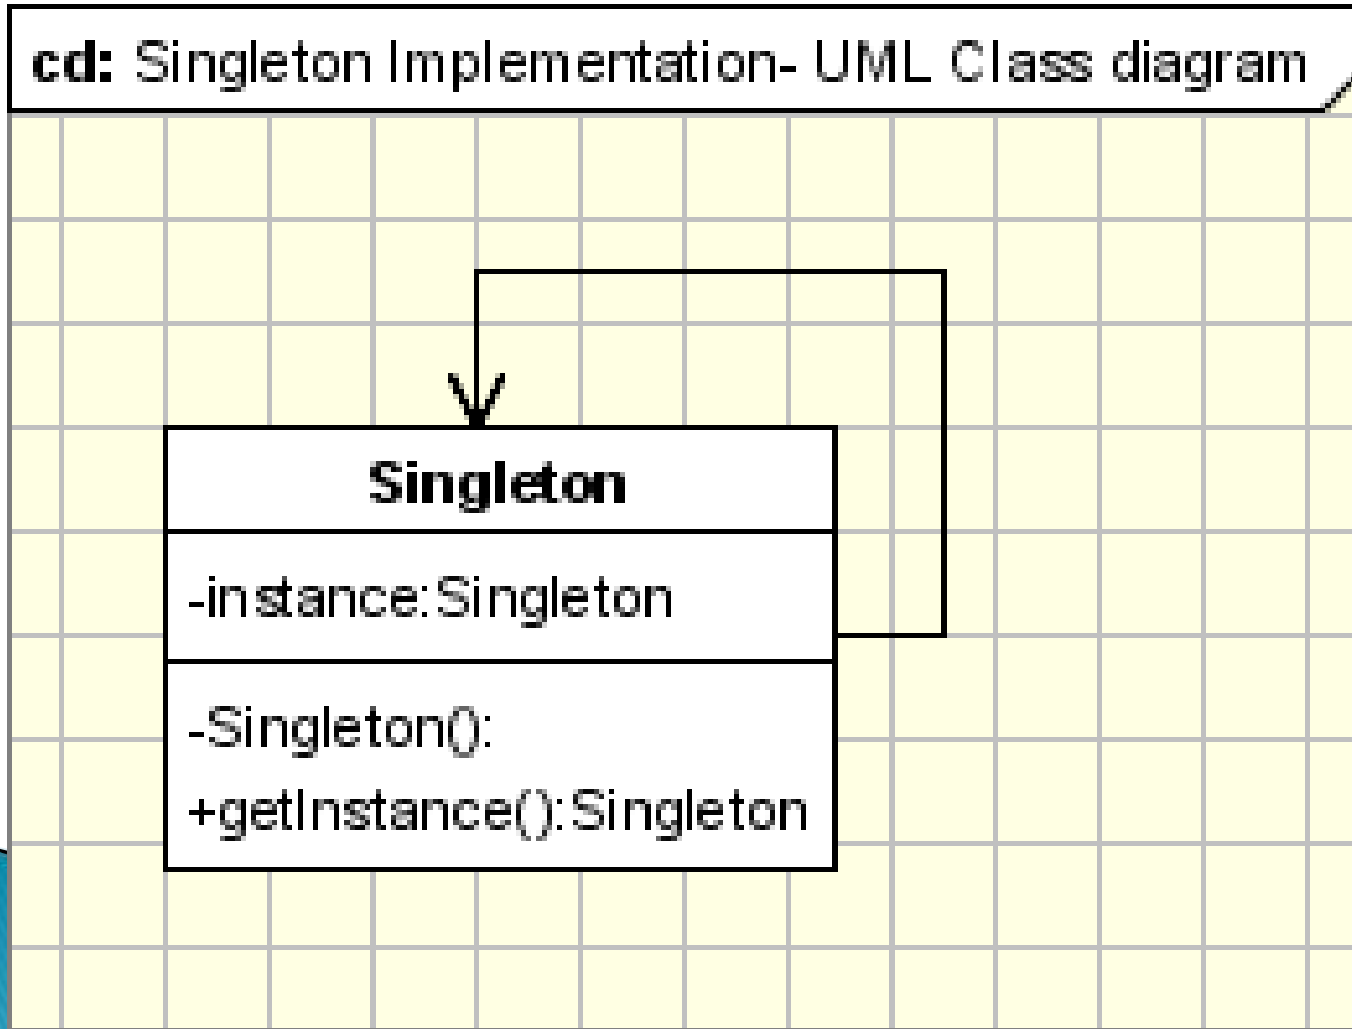 cd: Singleton Implementation- UML Class diagram
Singleton
-instance:Singleton
-Singleton():
+getInstance():Singleton